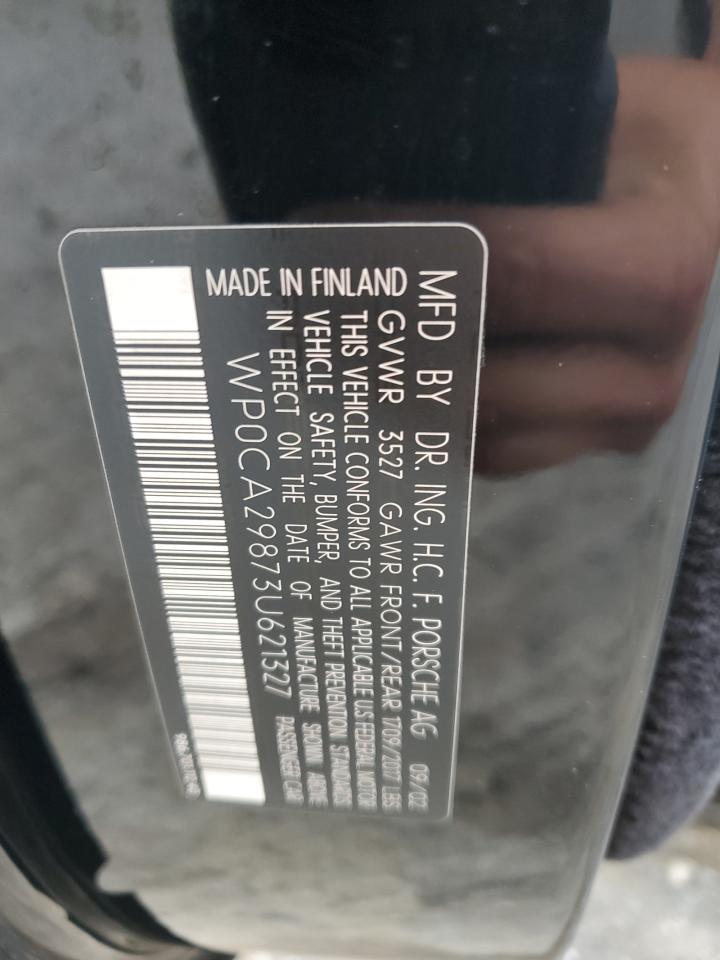 MFD BY DR. ING. H.C. F. PORSCHE AG 09/02
GVWR 3527 GAWR FRONT/REAR 1709/2007 LBS
THIS VEHICLE CONFORMS TO ALL APPLICABLE US FEDERAL MOTOR
VEHICLE SAFETY, BUMPER, AND THEFT PREVENTION STANDARDS
IN EFFECT ON THE DATE OF MANUFACTURE SHOWN ABOVE
MADE IN FINLAND
WP0CA29873U621327 PASSENGER CAR